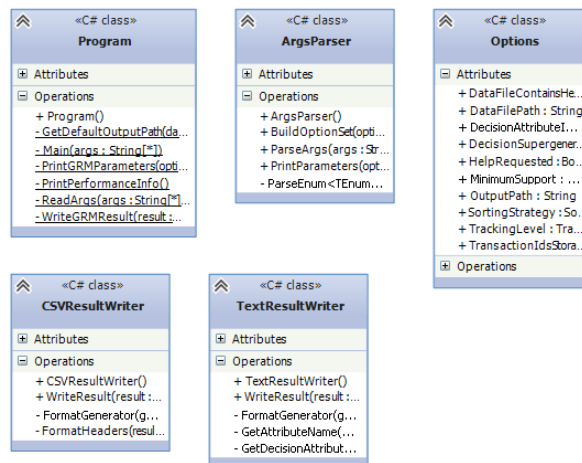 «C# class»
Program
Attributes
Operations
+ Program()
- GetDefaultOutputPath(da...
- Main(args : String[*])
- PrintGRMParameters(opti...
- PrintPerformanceInfo()
- ReadArgs(args : String[*]...
- WriteGRMResult(result :...
«C# class»
ArgsParser
Attributes
Operations
+ ArgsParser()
+ BuildOptionSet(opti...
+ ParseArgs(args : Str...
+ PrintParameters(opt...
- ParseEnum<TEnum...
«C# class»
Options
Attributes
+ DataFileContainsHe...
+ DataFilePath : String
+ DecisionAttributeI...
+ DecisionSupergener...
+ HelpRequested : Bo...
+ MinimumSupport : ...
+ OutputPath : String
+ SortingStrategy : So...
+ TrackingLevel : Tra...
+ TransactionIdsStora...
Operations
«C# class»
CSVResultWriter
Attributes
Operations
+ CSVResultWriter()
+ WriteResult(result :...
- FormatGenerator(g...
- FormatHeaders(resul...
«C# class»
TextResultWriter
Attributes
Operations
+ TextResultWriter()
+ WriteResult(result :...
- FormatGenerator(g...
- GetAttributeName(...
- GetDecisionAttribut...